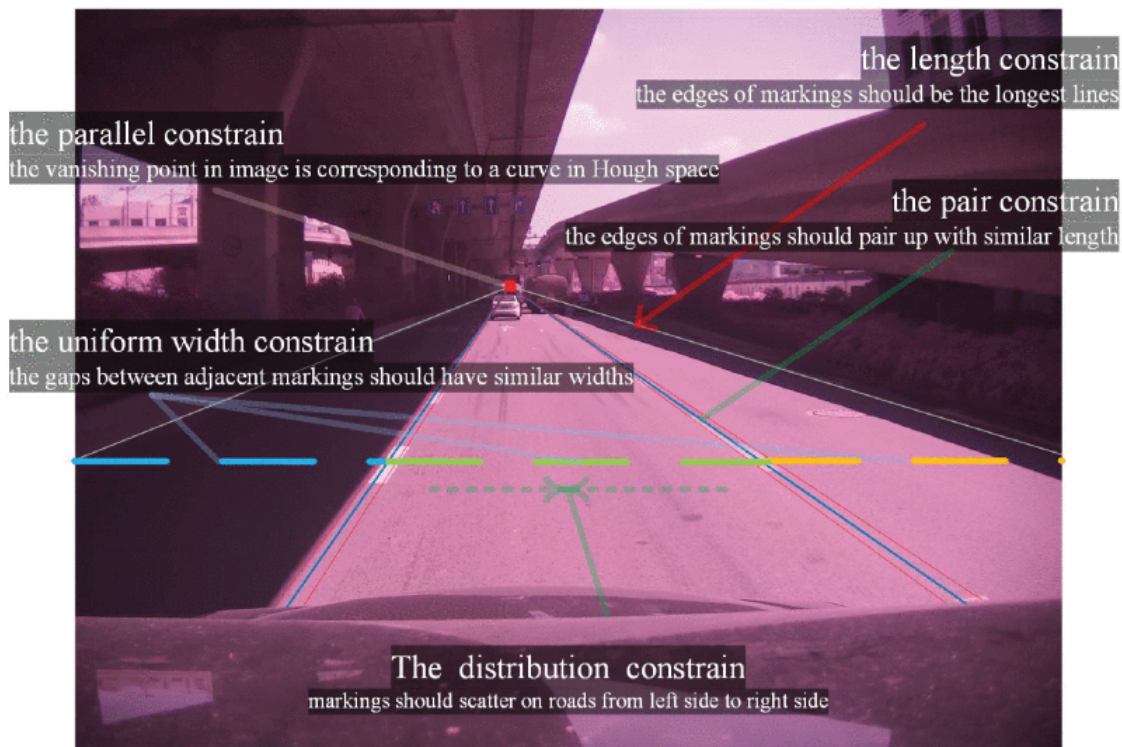 the length constrain
the edges of markings should be the longest lines
the parallel constrain
the vanishing point in image is corresponding to a curve in Hough space
the pair constrain
the edges of markings should pair up with similar length
the uniform width constrain
the gaps between adjacent markings should have similar widths
The distribution constrain
markings should scatter on roads from left side to right side